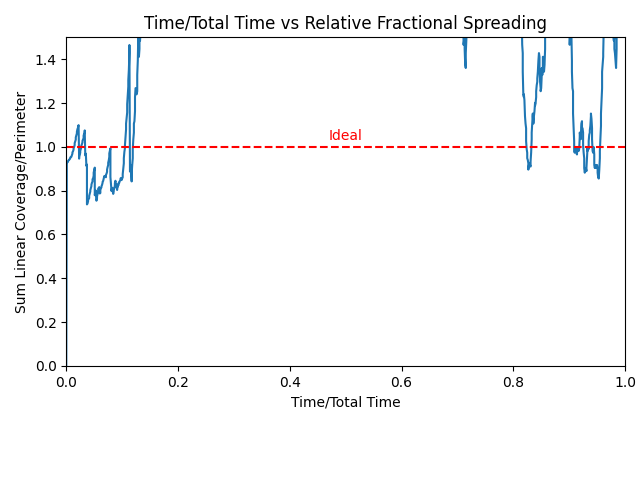 Time/Total Time vs Relative Fractional Spreading
Sum Linear Coverage/Perimeter
1.4
1.2
1.0
0.8
0.6
0.4
0.2
0.0
Ideal
0.0 0.2 0.4 0.6 0.8 1.0
Time/Total Time